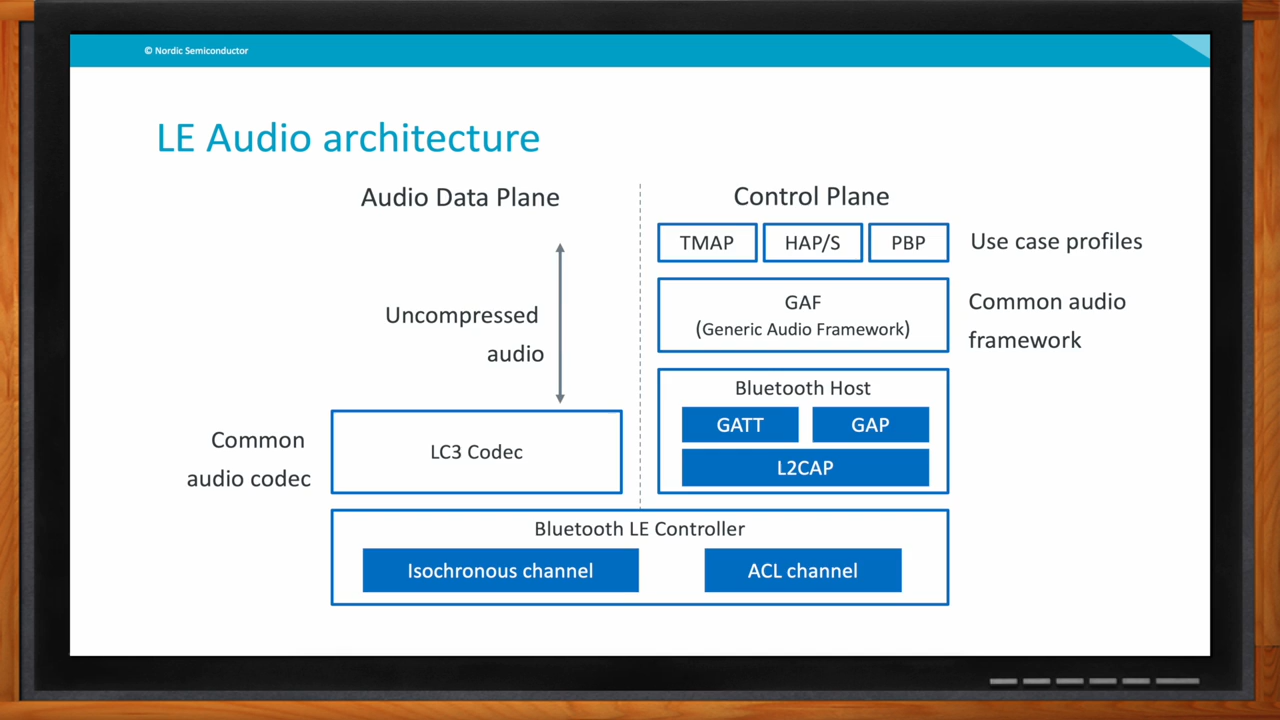 © Nordic Semiconductor
LE Audio architecture
Audio Data Plane
Control Plane
TMAP
HAP/S
PBP
Use case profiles
Uncompressed
audio
GAF
(Generic Audio Framework)
Common audio
framework
Bluetooth Host
GATT
GAP
L2CAP
Common
audio codec
LC3 Codec
Bluetooth LE Controller
Isochronous channel
ACL channel